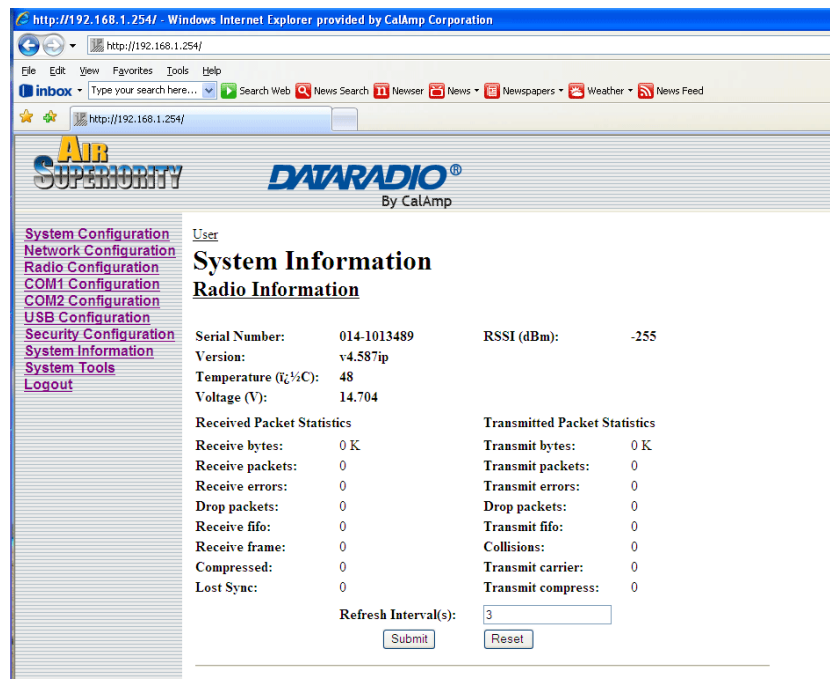 http://192.168.1.254/ - Windows Internet Explorer provided by CalAmp Corporation
http://192.168.1.254/
File Edit View Favorites Tools Help
inbox Type your search here... Search Web News Search Newser News Newspapers Weather News Feed
http://192.168.1.254/
AIR SUPERIORITY
DATARADIO®
By CalAmp
System Configuration
Network Configuration
Radio Configuration
COM1 Configuration
COM2 Configuration
USB Configuration
Security Configuration
System Information
System Tools
Logout
User
System Information
Radio Information
Serial Number: 014-1013489 RSSI (dBm): -255
Version: v4.587ip
Temperature (ï¿½C): 48
Voltage (V): 14.704
Received Packet Statistics Transmitted Packet Statistics
Receive bytes: 0 K Transmit bytes: 0 K
Receive packets: 0 Transmit packets: 0
Receive errors: 0 Transmit errors: 0
Drop packets: 0 Drop packets: 0
Receive fifo: 0 Transmit fifo: 0
Receive frame: 0 Collisions: 0
Compressed: 0 Transmit carrier: 0
Lost Sync: 0 Transmit compress: 0
Refresh Interval(s): 3
Submit Reset